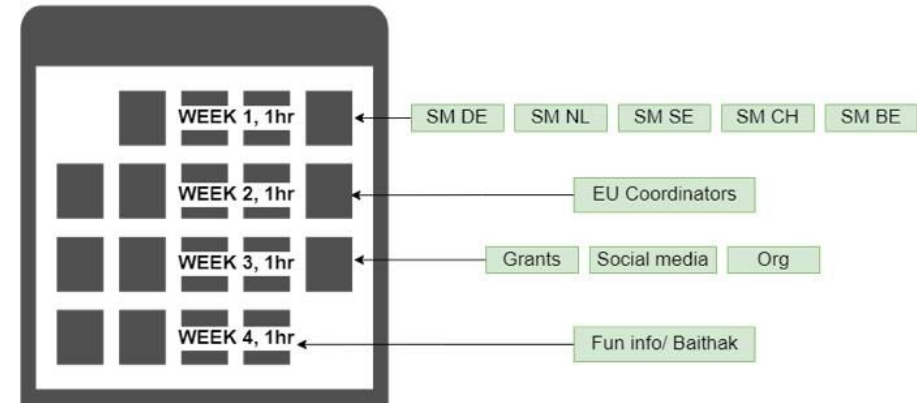 WEEK 1, 1hr SM DE SM NL SM SE SM CH SM BE
WEEK 2, 1hr EU Coordinators
WEEK 3, 1hr Grants Social media Org
WEEK 4, 1hr Fun info/ Baithak